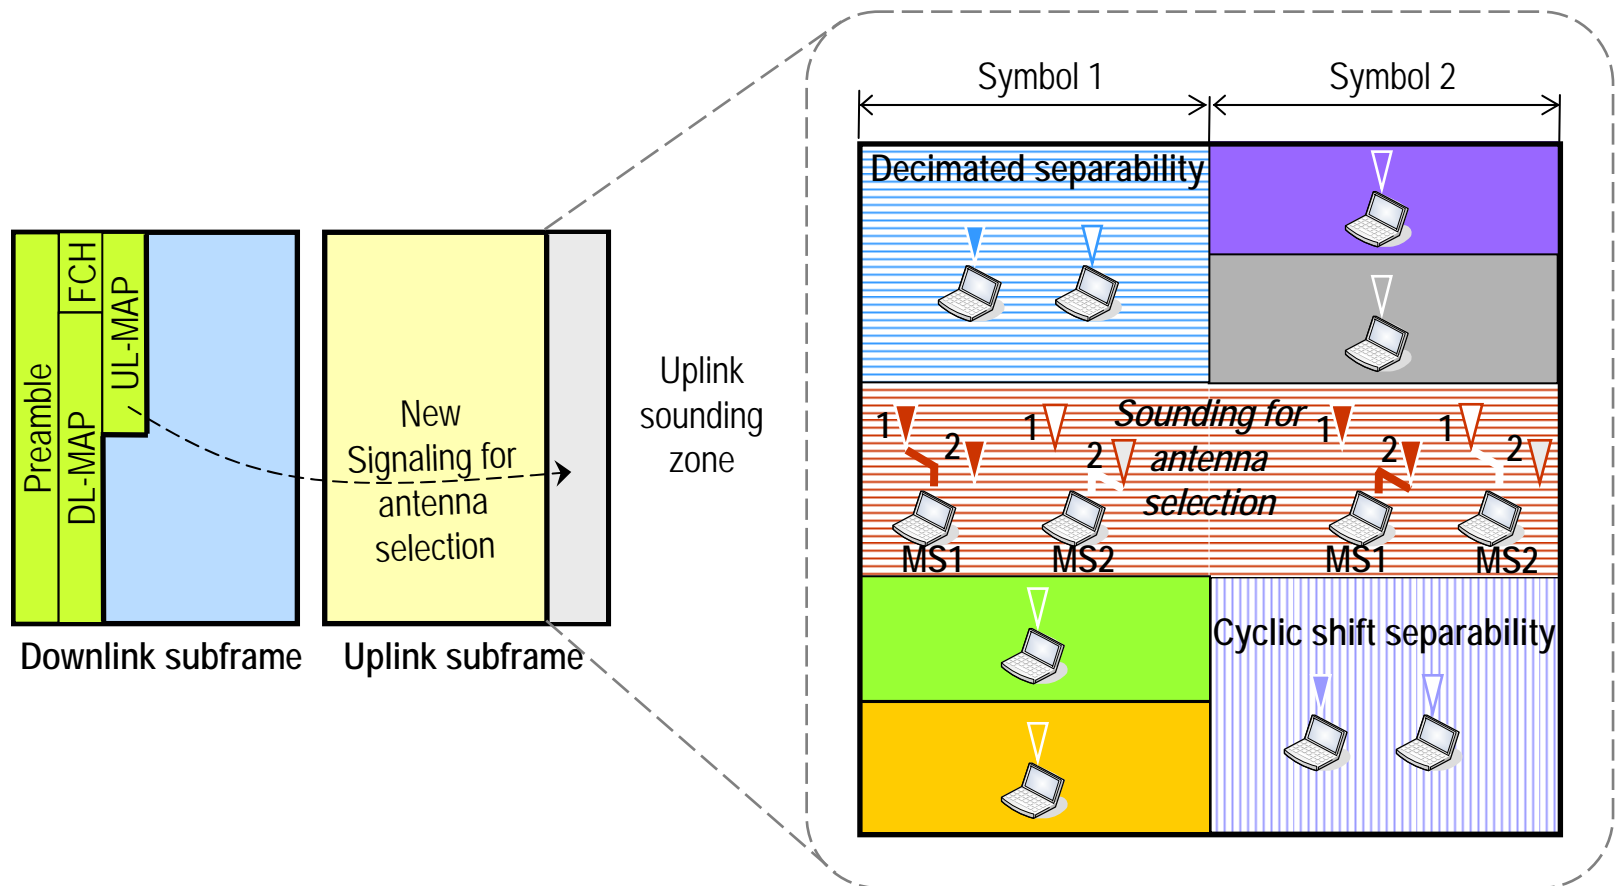 Symbol 1
Symbol 2
Decimated separability
Preamble
FCH
DL-MAP
UL-MAP
New
Signaling for
antenna
selection
Uplink
sounding
zone
1
2
1
2
Sounding for
antenna
selection
1
2
1
2
MS1
MS2
MS1
MS2
Cyclic shift separability
Downlink subframe
Uplink subframe